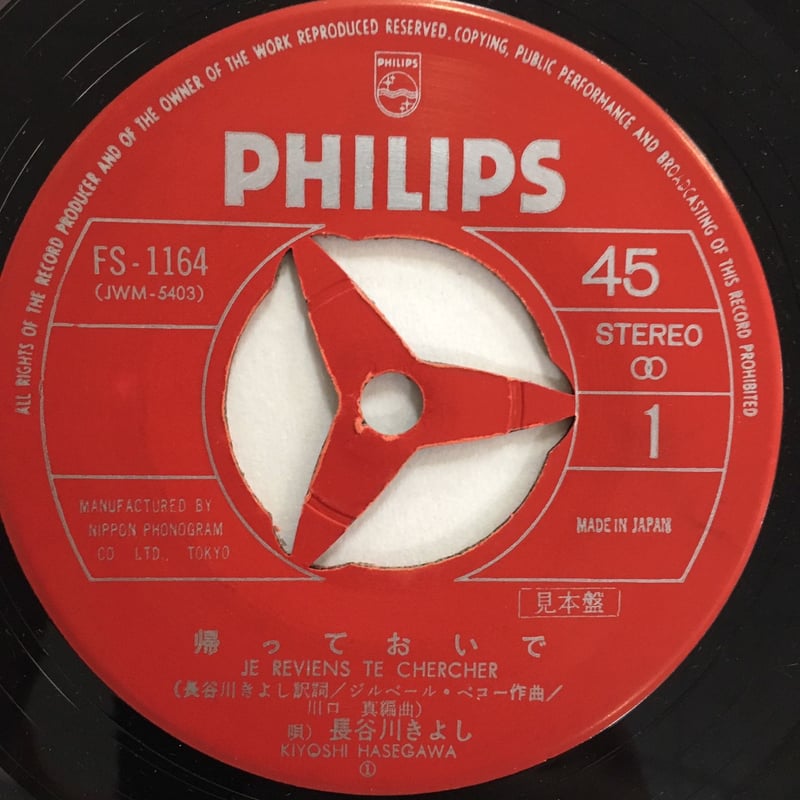 ALL RIGHTS OF THE RECORD PRODUCER AND OF THE OWNER OF THE WORK REPRODUCED RESERVED. COPYING, PUBLIC PERFORMANCE AND BROADCASTING OF THIS RECORD PROHIBITED
PHILIPS
PHILIPS
FS-1164
(JWM-5403)
45
STEREO
1
MANUFACTURED BY
NIPPON PHONOGRAM
CO LTD., TOKYO
MADE IN JAPAN
見本盤
帰っておいで
JE REVIENS TE CHERCHER
(長谷川きよし訳詞/ジルベール・ベコー作曲/
川口 真編曲)
唄) 長谷川きよし
KIYOSHI HASEGAWA
①